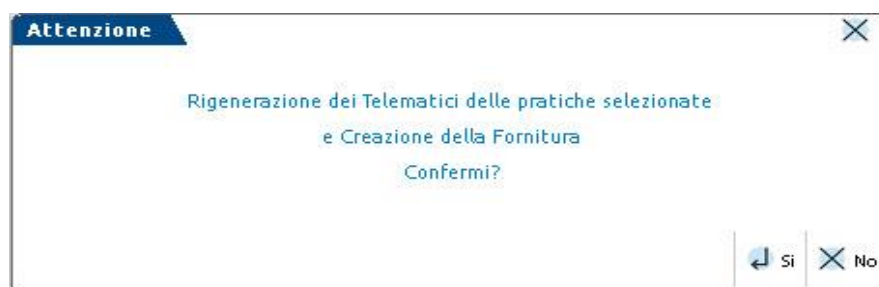 Attenzione
Rigenerazione dei Telematici delle pratiche selezionate
e Creazione della Fornitura
Confermi?
Si No